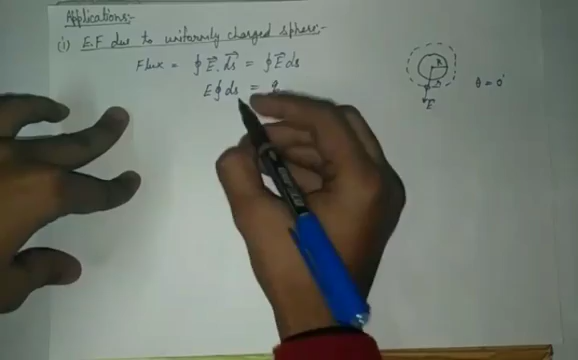 Applications:-
(i) E.F due to uniformly charged sphere:-
Flux = ∮ E⃗. ds⃗ = ∮ E⃗ ds
E∮ ds = q
R
E
θ = 0°